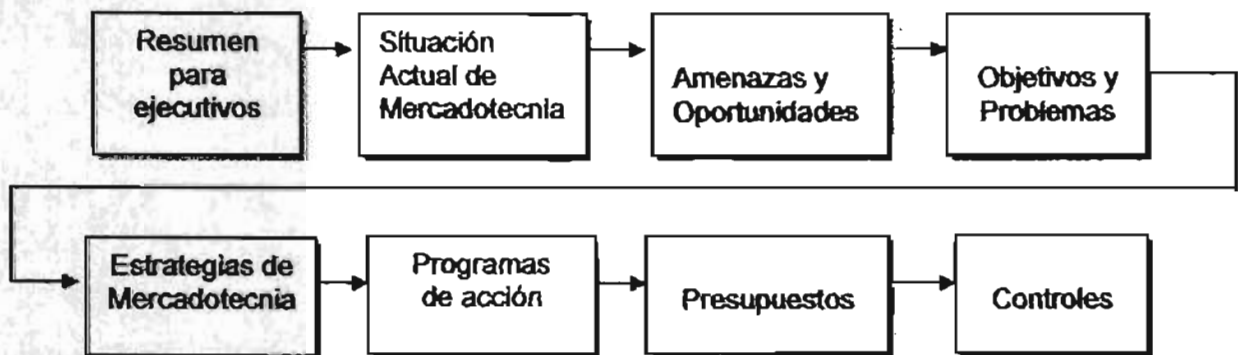 Resumen
para
ejecutivos
Situación
Actual de
Mercadotecnia
Amenazas y
Oportunidades
Objetivos y
Problemas
Estrategias de
Mercadotecnia
Programas
de acción
Presupuestos
Controles